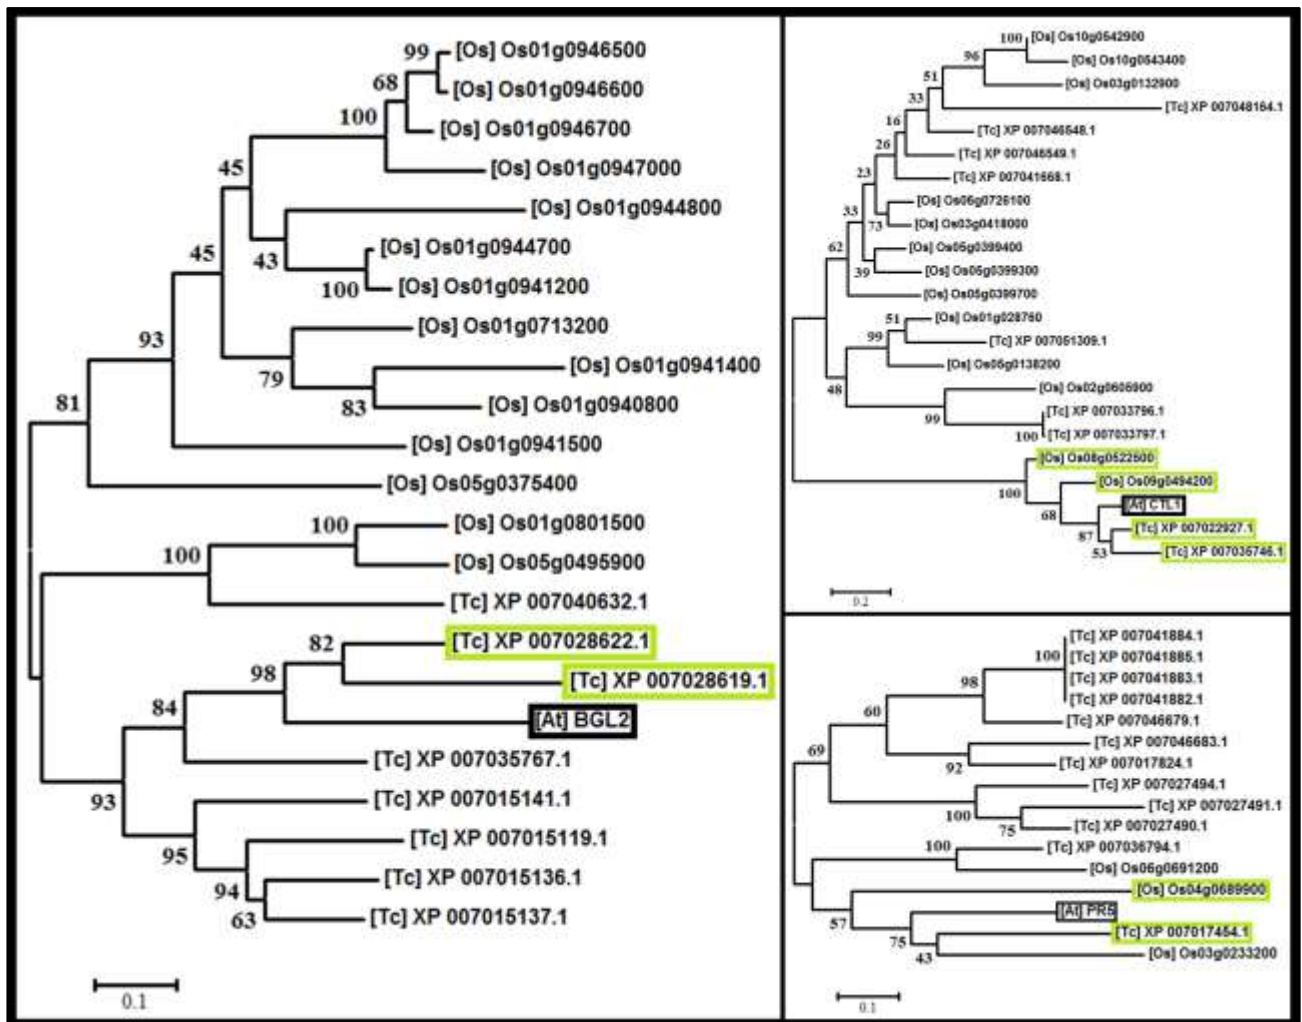 99
[Os] Os01g0946500
68
[Os] Os01g0946600
100
[Os] Os01g0946700
45
[Os] Os01g0947000
[Os] Os01g0944800
45
43
[Os] Os01g0944700
100
[Os] Os01g0941200
93
[Os] Os01g0713200
79
[Os] Os01g0941400
81
83
[Os] Os01g0940800
[Os] Os01g0941500
[Os] Os05g0375400
100
[Os] Os01g0801500
100
[Os] Os05g0495900
[Tc] XP 007040632.1
82
[Tc] XP 007028622.1
98
[Tc] XP 007028619.1
84
[At] BGL2
[Tc] XP 007035767.1
93
[Tc] XP 007015141.1
95
[Tc] XP 007015119.1
94
[Tc] XP 007015136.1
63
[Tc] XP 007015137.1
0.1
100
[Os] Os10g0542900
96
[Os] Os10g0543400
51
[Os] Os03g0132900
33
[Tc] XP 007048164.1
16
[Tc] XP 007046548.1
26
[Tc] XP 007046549.1
23
[Tc] XP 007041668.1
33
[Os] Os06g0726100
73
[Os] Os03g0418000
62
[Os] Os05g0399400
39
[Os] Os05g0399300
[Os] Os05g0399700
51
[Os] Os01g028760
99
[Tc] XP 007051309.1
[Os] Os05g0138200
48
[Os] Os02g0605900
99
[Tc] XP 007033796.1
100
[Tc] XP 007033797.1
[Os] Os08g0522500
100
[Os] Os09g0494200
68
[At] CTL1
87
[Tc] XP 007022927.1
53
[Tc] XP 007035746.1
0.2
[Tc] XP 007041884.1
100
[Tc] XP 007041885.1
98
[Tc] XP 007041883.1
[Tc] XP 007041882.1
60
[Tc] XP 007046679.1
69
[Tc] XP 007046683.1
92
[Tc] XP 007017824.1
[Tc] XP 007027494.1
100
[Tc] XP 007027491.1
75
[Tc] XP 007027490.1
100
[Tc] XP 007036794.1
[Os] Os06g0691200
[Os] Os04g0689900
57
[At] PR5
75
[Tc] XP 007017454.1
43
[Os] Os03g0233200
0.1